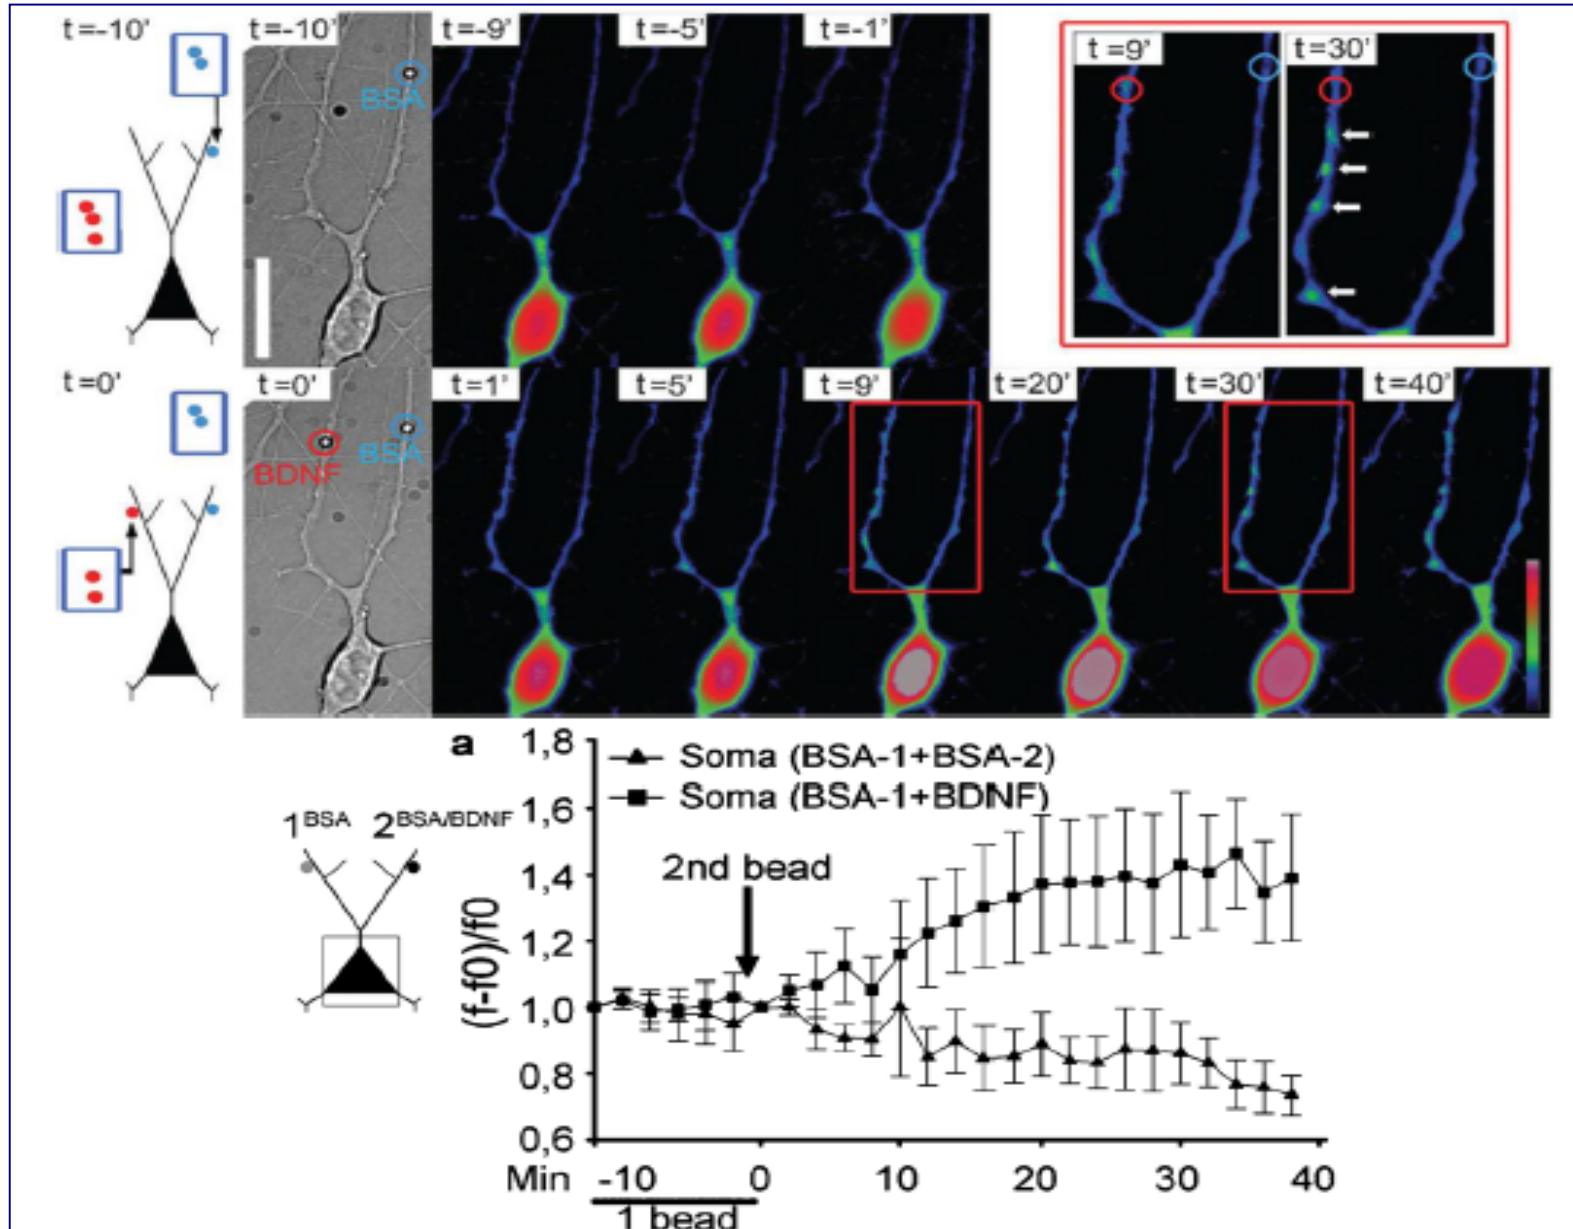 t=-10' t=-10' t=-9' t=-5' t=-1' t =9' t =30'
BSA
t =0' t =0' t =1' t =5' t =9' t =20' t =30' t =40'
BDNF BSA
a
1,8
1,6
1,4
1,2
1,0
0,8
0,6
(f-f0)/f0
Soma (BSA-1+BSA-2)
Soma (BSA-1+BDNF)
1BSA 2BSA/BDNF
2nd bead
Min -10 0 10 20 30 40
1 bead